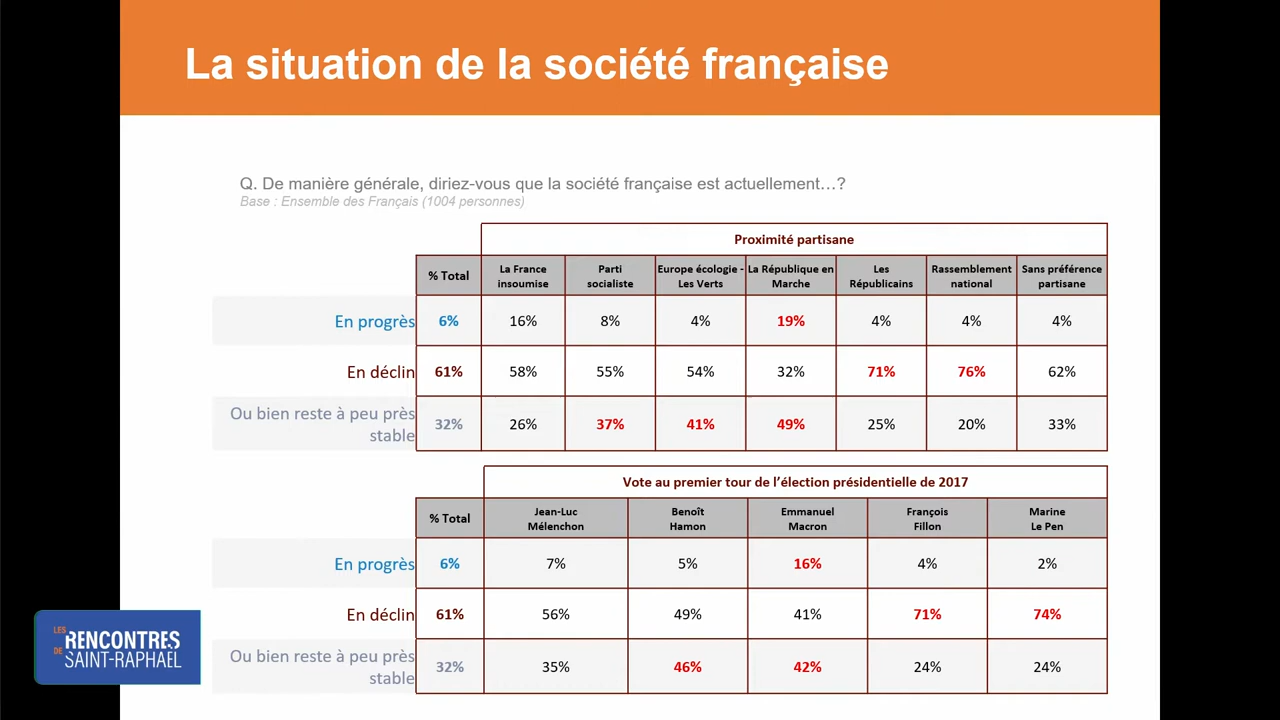 La situation de la société française
Q. De manière générale, diriez-vous que la société française est actuellement…?
Base : Ensemble des Français (1004 personnes)
Proximité partisane
% Total
La France insoumise
Parti socialiste
Europe écologie - Les Verts
La République en Marche
Les Républicains
Rassemblement national
Sans préférence partisane
En progrès 6% 16% 8% 4% 19% 4% 4% 4%
En déclin 61% 58% 55% 54% 32% 71% 76% 62%
Ou bien reste à peu près stable 32% 26% 37% 41% 49% 25% 20% 33%
Vote au premier tour de l’élection présidentielle de 2017
% Total
Jean-Luc Mélenchon
Benoît Hamon
Emmanuel Macron
François Fillon
Marine Le Pen
En progrès 6% 7% 5% 16% 4% 2%
En déclin 61% 56% 49% 41% 71% 74%
Ou bien reste à peu près stable 32% 35% 46% 42% 24% 24%
LES RENCONTRES
DE SAINT-RAPHAËL